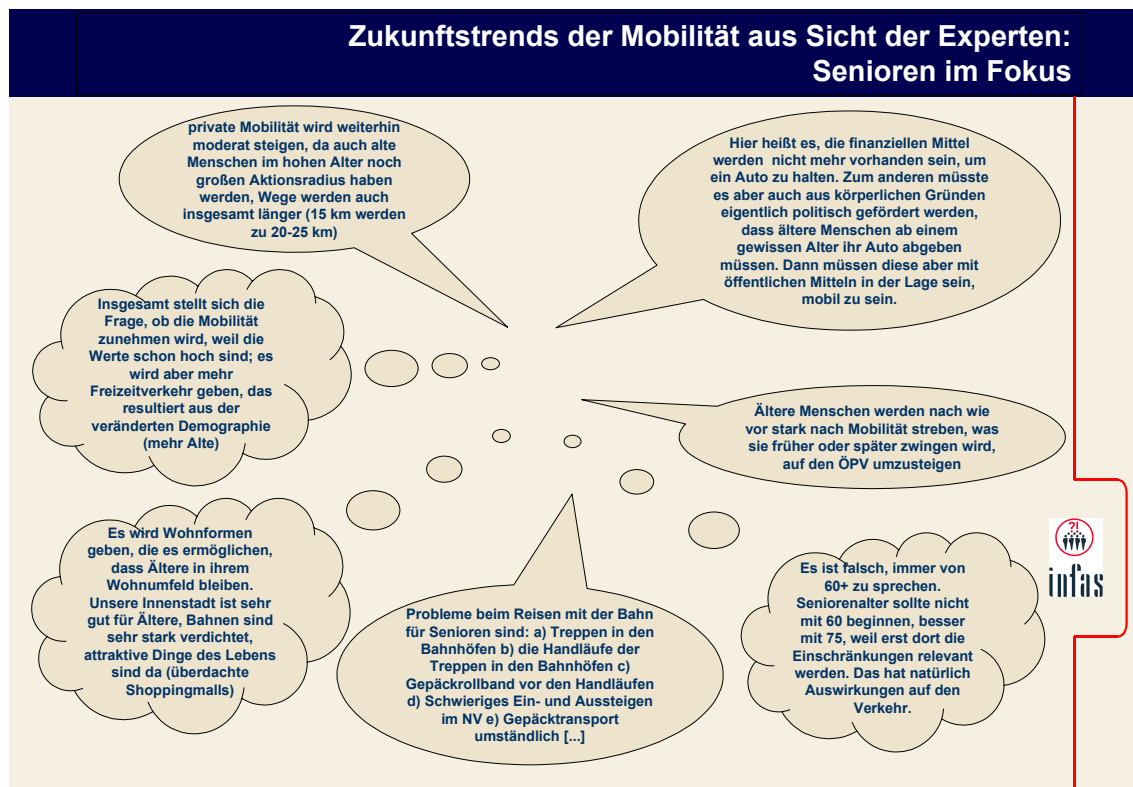 Zukunftstrends der Mobilität aus Sicht der Experten:
Senioren im Fokus
private Mobilität wird weiterhin
moderat steigen, da auch alte
Menschen im hohen Alter noch
großen Aktionsradius haben
werden, Wege werden auch
insgesamt länger (15 km werden
zu 20-25 km)
Hier heißt es, die finanziellen Mittel
werden nicht mehr vorhanden sein, um
ein Auto zu halten. Zum anderen müsste
es aber auch aus körperlichen Gründen
eigentlich politisch gefördert werden,
dass ältere Menschen ab einem
gewissen Alter ihr Auto abgeben
müssen. Dann müssen diese aber mit
öffentlichen Mitteln in der Lage sein,
mobil zu sein.
Insgesamt stellt sich die
Frage, ob die Mobilität
zunehmen wird, weil die
Werte schon hoch sind; es
wird aber mehr
Freizeitverkehr geben, das
resultiert aus der
veränderten Demographie
(mehr Alte)
Ältere Menschen werden nach wie
vor stark nach Mobilität streben, was
sie früher oder später zwingen wird,
auf den ÖPV umzusteigen
Es wird Wohnformen
geben, die es ermöglichen,
dass Ältere in ihrem
Wohnumfeld bleiben.
Unsere Innenstadt ist sehr
gut für Ältere, Bahnen sind
sehr stark verdichtet,
attraktive Dinge des Lebens
sind da (überdachte
Shoppingmalls)
Probleme beim Reisen mit der Bahn
für Senioren sind: a) Treppen in den
Bahnhöfen b) die Handläufe der
Treppen in den Bahnhöfen c)
Gepäckrollband vor den Handläufen
d) Schwieriges Ein- und Aussteigen
im NV e) Gepäcktransport
umständlich [...]
Es ist falsch, immer von
60+ zu sprechen.
Seniorenalter sollte nicht
mit 60 beginnen, besser
mit 75, weil erst dort die
Einschränkungen relevant
werden. Das hat natürlich
Auswirkungen auf den
Verkehr.
?!
infas